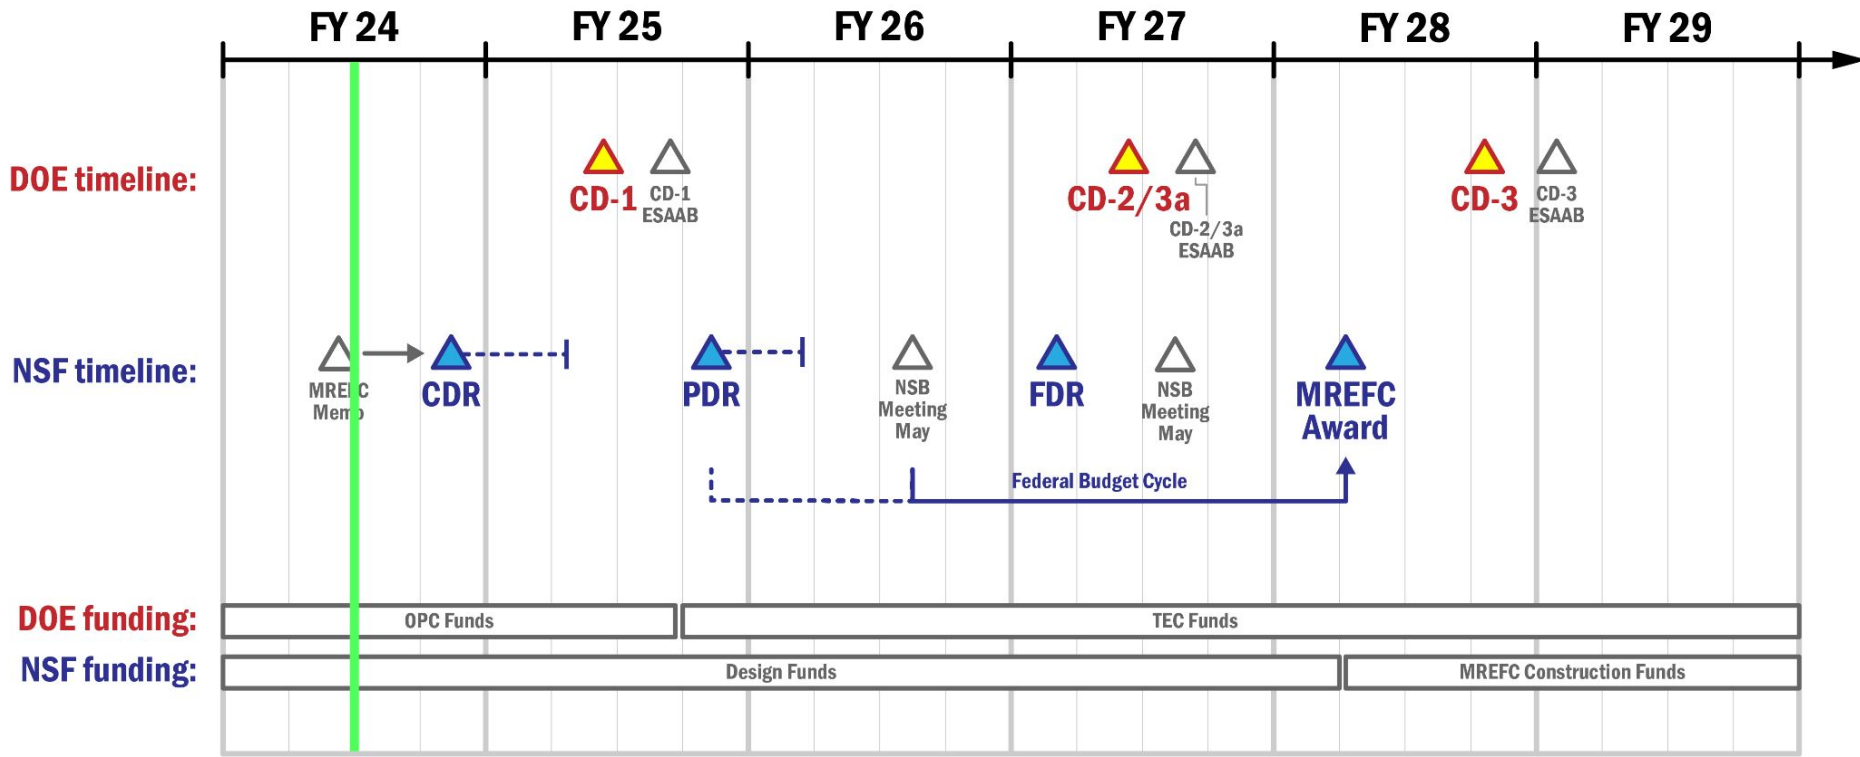 FY 24 FY 25 FY 26 FY 27 FY 28 FY 29
DOE timeline:
CD-1
CD-1
ESAAB
CD-2/3a
CD-2/3a
ESAAB
CD-3
CD-3
ESAAB
NSF timeline:
MREFC
Memo
CDR
PDR
NSB
Meeting
May
FDR
NSB
Meeting
May
MREFC
Award
Federal Budget Cycle
DOE funding:
OPC Funds
TEC Funds
NSF funding:
Design Funds
MREFC Construction Funds